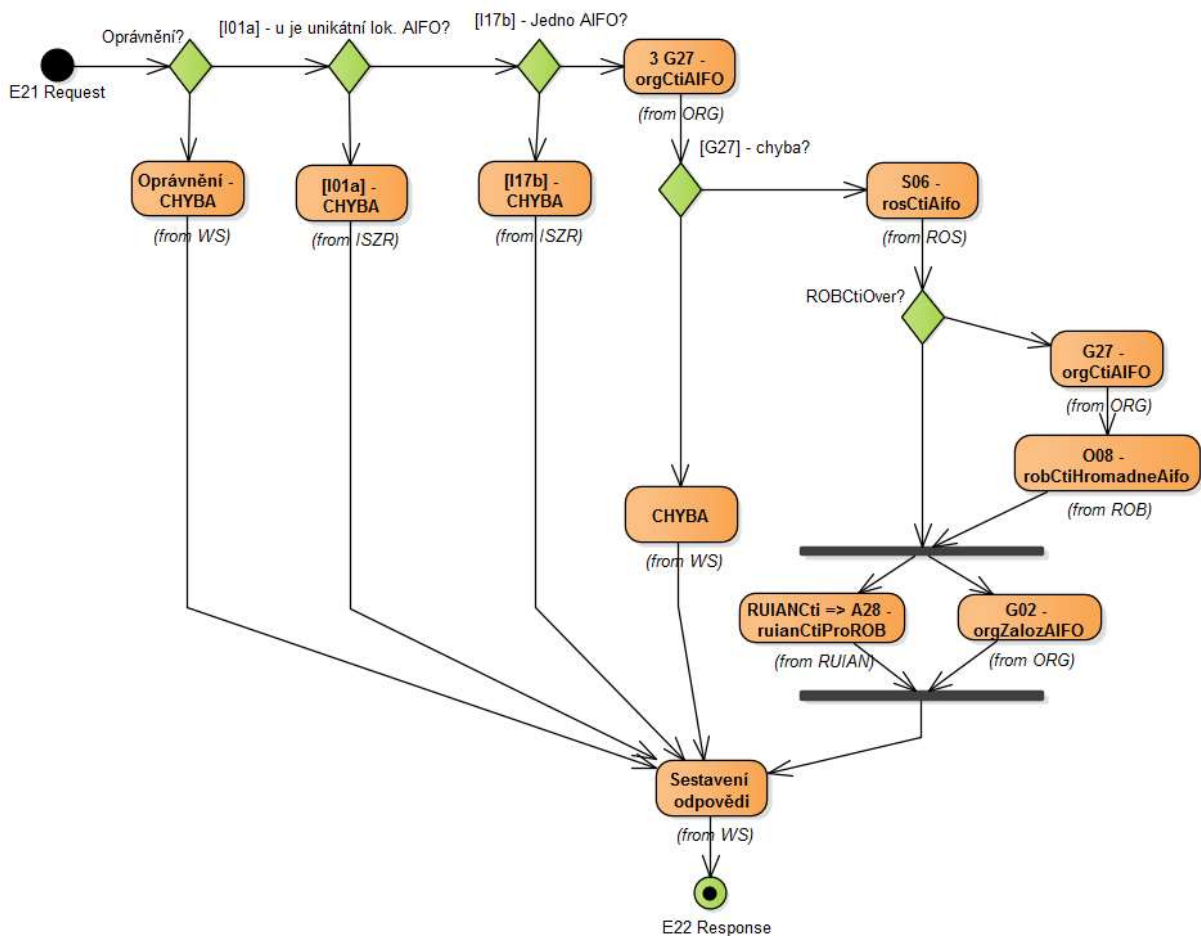 Oprávnění?
[I01a] - u je unikátní lok. AIFO?
[I17b] - Jedno AIFO?
E21 Request
3 G27 -
orgCtiAIFO
(from ORG)
[G27] - chyba?
Oprávnění -
CHYBA
(from WS)
[I01a] -
CHYBA
(from ISZR)
[I17b] -
CHYBA
(from ISZR)
S06 -
rosCtiAifo
(from ROS)
ROBCtiOver?
G27 -
orgCtiAIFO
(from ORG)
O08 -
robCtiHromadneAifo
(from ROB)
CHYBA
(from WS)
RUIANCti => A28 -
ruianCtiProROB
(from RUIAN)
G02 -
orgZalozAIFO
(from ORG)
Sestavení
odpovědi
(from WS)
E22 Response